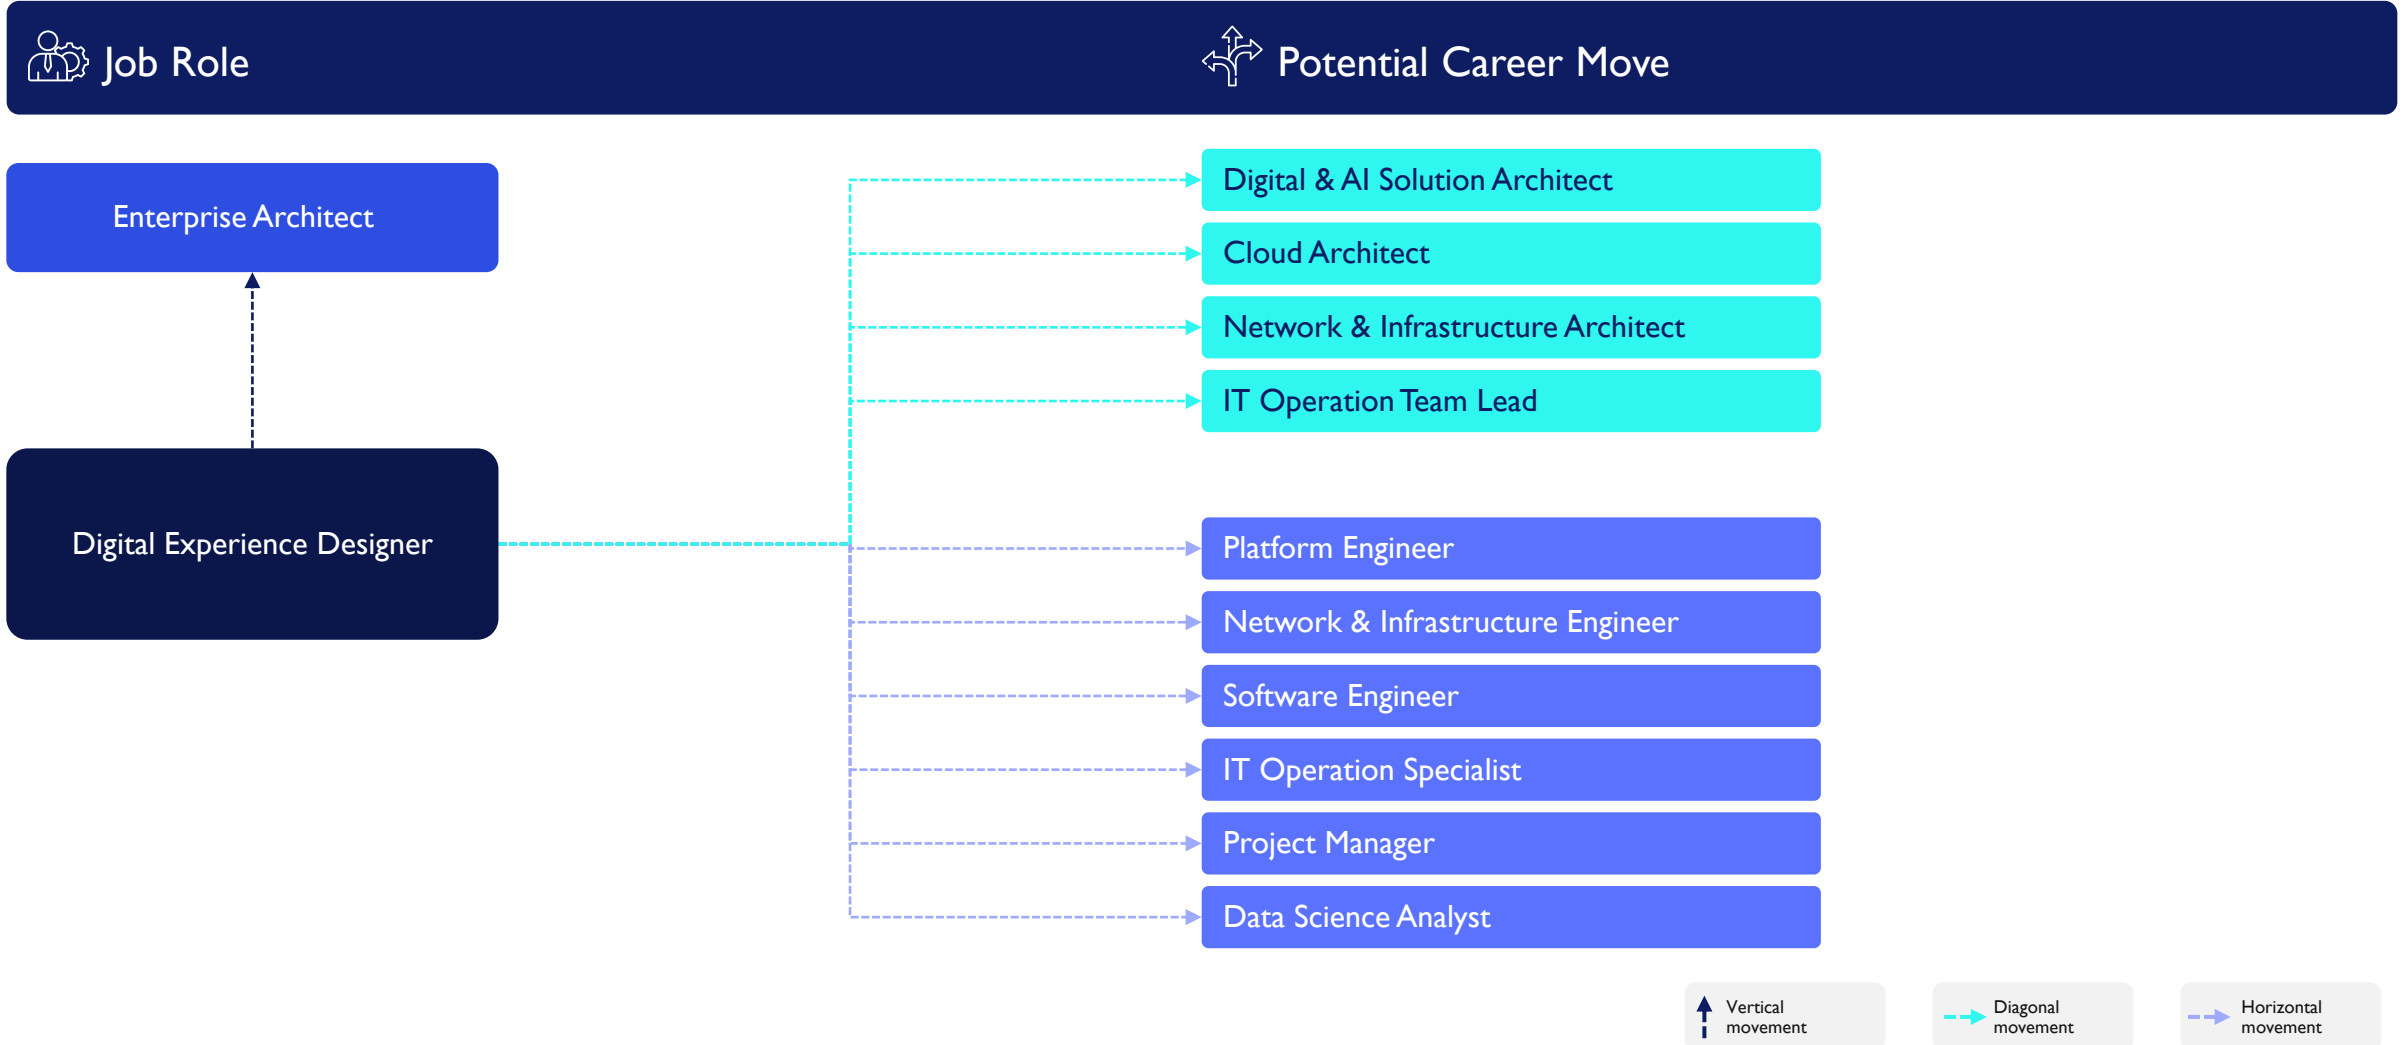 Job Role
Potential Career Move
Enterprise Architect
Digital Experience Designer
Digital & AI Solution Architect
Cloud Architect
Network & Infrastructure Architect
IT Operation Team Lead
Platform Engineer
Network & Infrastructure Engineer
Software Engineer
IT Operation Specialist
Project Manager
Data Science Analyst
Vertical
movement
Diagonal
movement
Horizontal
movement